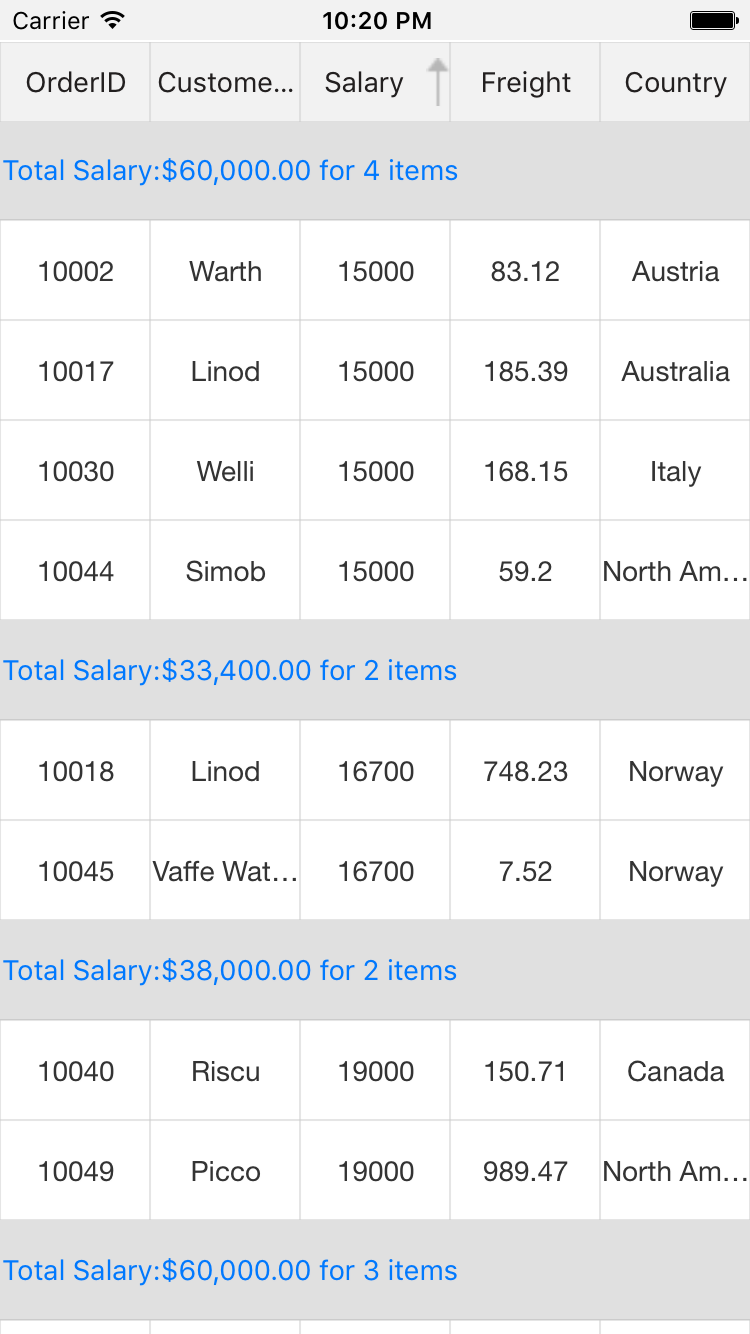 Carrier 10:20 PM
OrderID Custome... Salary Freight Country
Total Salary:$60,000.00 for 4 items
10002 Warth 15000 83.12 Austria
10017 Linod 15000 185.39 Australia
10030 Welli 15000 168.15 Italy
10044 Simob 15000 59.2 North Am...
Total Salary:$33,400.00 for 2 items
10018 Linod 16700 748.23 Norway
10045 Vaffe Wat... 16700 7.52 Norway
Total Salary:$38,000.00 for 2 items
10040 Riscu 19000 150.71 Canada
10049 Picco 19000 989.47 North Am...
Total Salary:$60,000.00 for 3 items